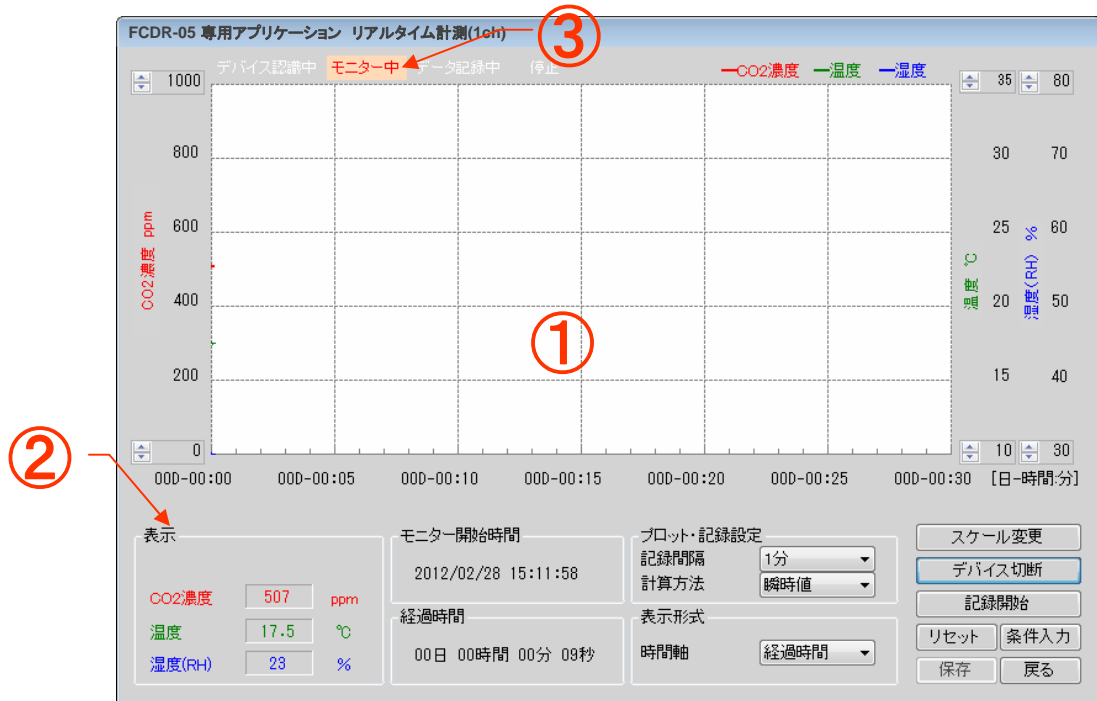 FCDR-05 専用アプリケーション リアルタイム計測(1ch)
③
デバイス認識中 モニター中 データ記録中 停止
CO2濃度 温度 湿度
1000 35 80
800 30 70
600 25 60
400 20 50
200 15 40
0 10 30
CO2濃度 ppm
温度 ℃
湿度(RH) %
①
②
00D-00:00 00D-00:05 00D-00:10 00D-00:15 00D-00:20 00D-00:25 00D-00:30 [日-時間:分]
表示
CO2濃度 507 ppm
温度 17.5 ℃
湿度(RH) 23 %
モニター開始時間
2012/02/28 15:11:58
経過時間
00日 00時間 00分 09秒
プロット・記録設定
記録間隔 1分
計算方法 瞬時値
表示形式
時間軸 経過時間
スケール変更
デバイス切断
記録開始
リセット 条件入力
保存 戻る